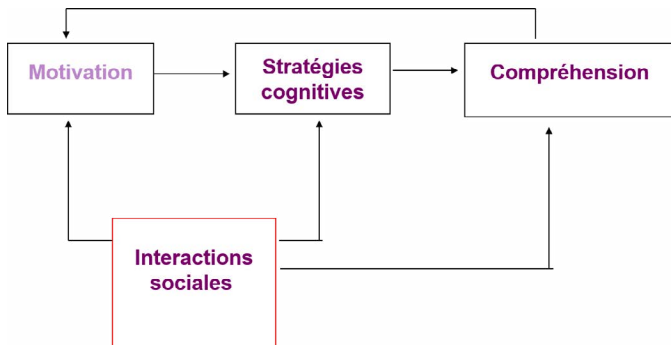 Motivation
Stratégies
cognitives
Compréhension
Interactions
sociales